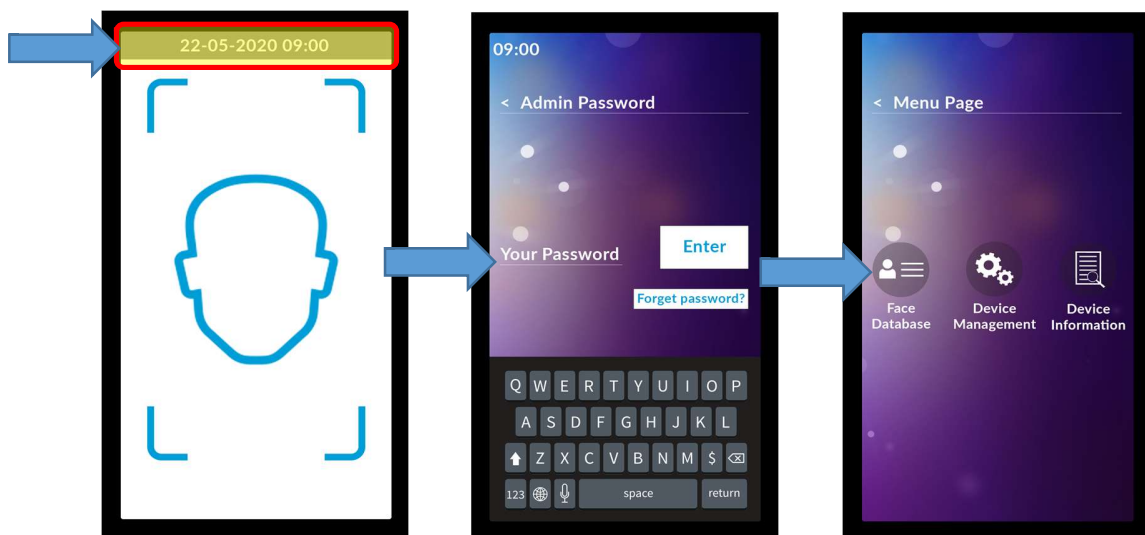 22-05-2020 09:00
09:00
< Admin Password
Your Password
Enter
Forget password?
Q W E R T Y U I O P
A S D F G H J K L
Z X C V B N M $
123 space return
< Menu Page
Face
Database
Device
Management
Device
Information